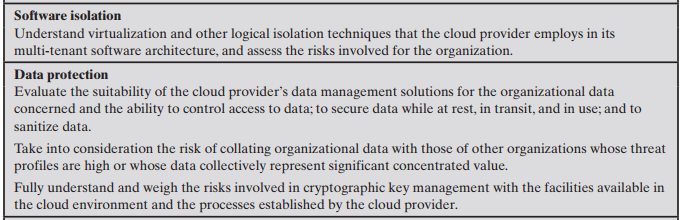 Software isolation
Understand virtualization and other logical isolation techniques that the cloud provider employs in its
multi-tenant software architecture, and assess the risks involved for the organization.
Data protection
Evaluate the suitability of the cloud provider's data management solutions for the organizational data
concerned and the ability to control access to data; to secure data while at rest, in transit, and in use; and to
sanitize data.
Take into consideration the risk of collating organizational data with those of other organizations whose threat
profiles are high or whose data collectively represent significant concentrated value.
Fully understand and weigh the risks involved in cryptographic key management with the facilities available in
the cloud environment and the processes established by the cloud provider.